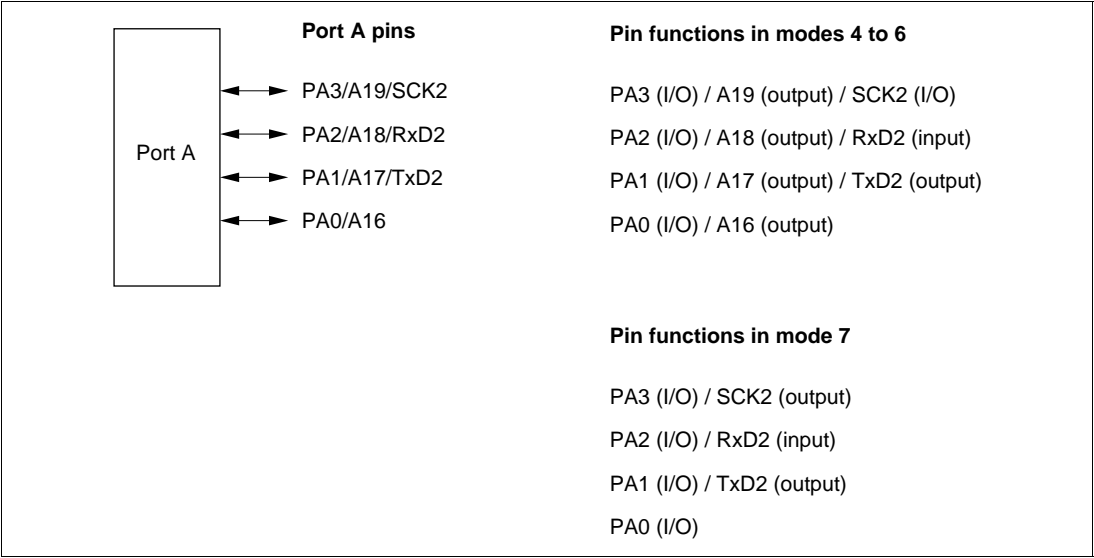 Port A
Port A pins
PA3/A19/SCK2
PA2/A18/RxD2
PA1/A17/TxD2
PA0/A16
Pin functions in modes 4 to 6
PA3 (I/O) / A19 (output) / SCK2 (I/O)
PA2 (I/O) / A18 (output) / RxD2 (input)
PA1 (I/O) / A17 (output) / TxD2 (output)
PA0 (I/O) / A16 (output)
Pin functions in mode 7
PA3 (I/O) / SCK2 (output)
PA2 (I/O) / RxD2 (input)
PA1 (I/O) / TxD2 (output)
PA0 (I/O)